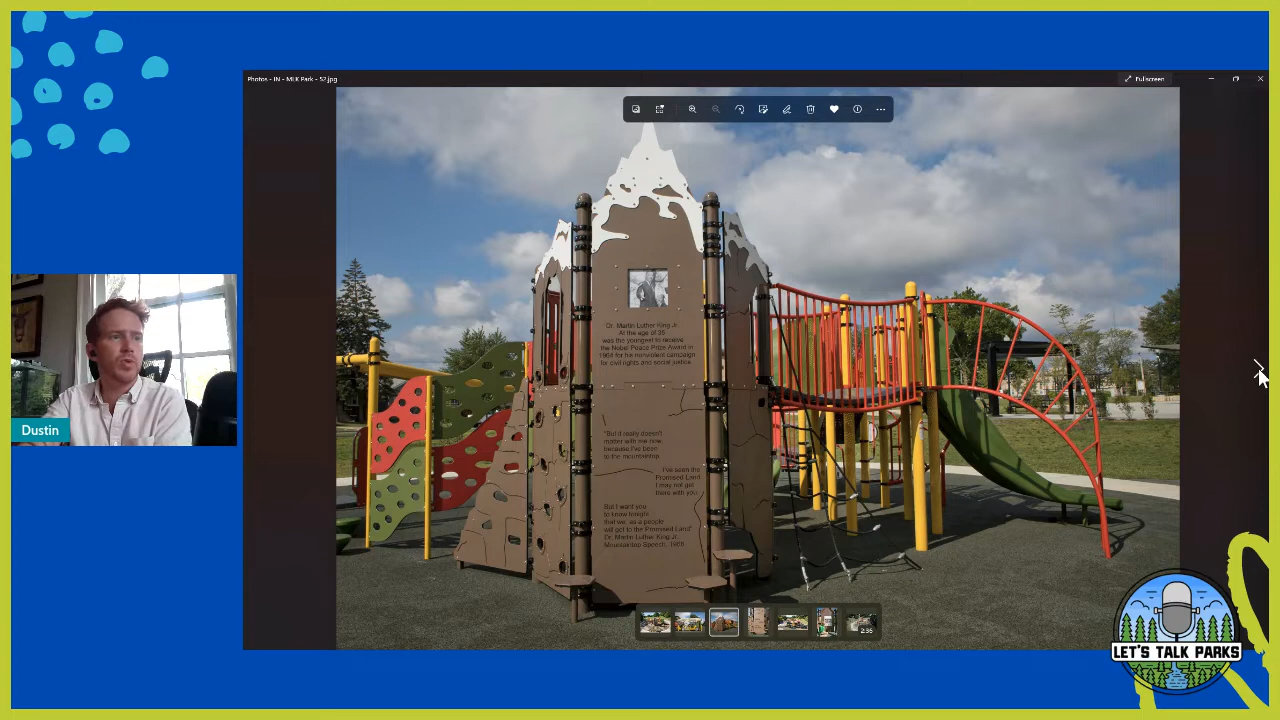 Photos - IN - MLK Park - 52.jpg
Fullscreen
Dr. Martin Luther King Jr.
At the age of 35
was the youngest to receive
the Nobel Peace Prize Award in
1964 for his nonviolent campaign
for civil rights and social justice
"But it really doesn't
matter with me now,
because I've been
to the mountaintop
I've seen the
Promised Land
I may not get
there with you.
But I want you
to know tonight
that we, as a people
will get to the Promised Land"
Dr. Martin Luther King Jr.
Mountaintop Speech, 1968
Dustin
2:35
LET'S TALK PARKS